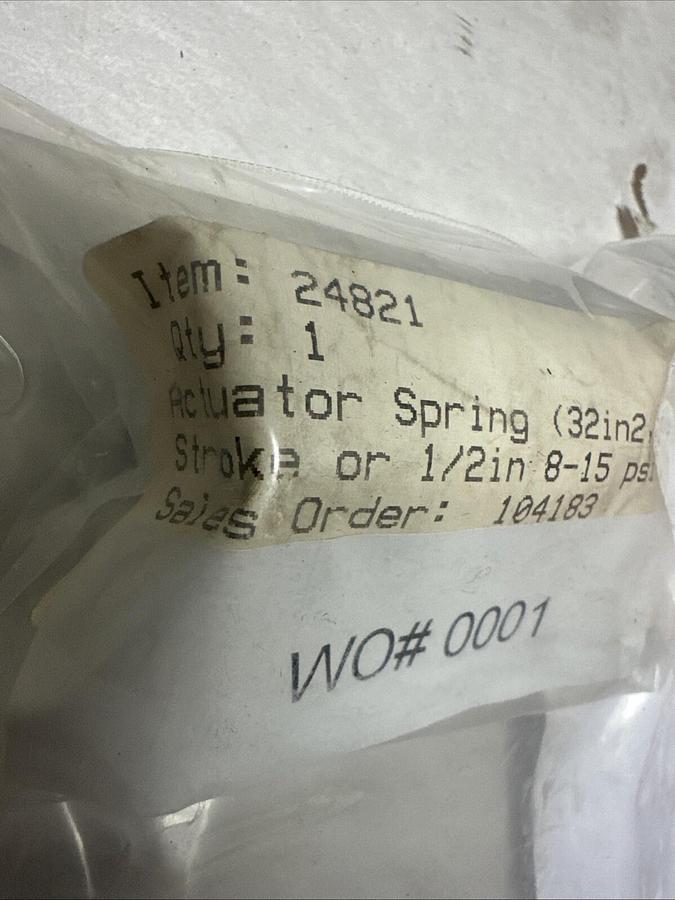 Item: 24821
Qty: 1
Actuator Spring (32in2,
Stroke or 1/2in 8-15 psi
Sales Order: 104183
WO# 0001